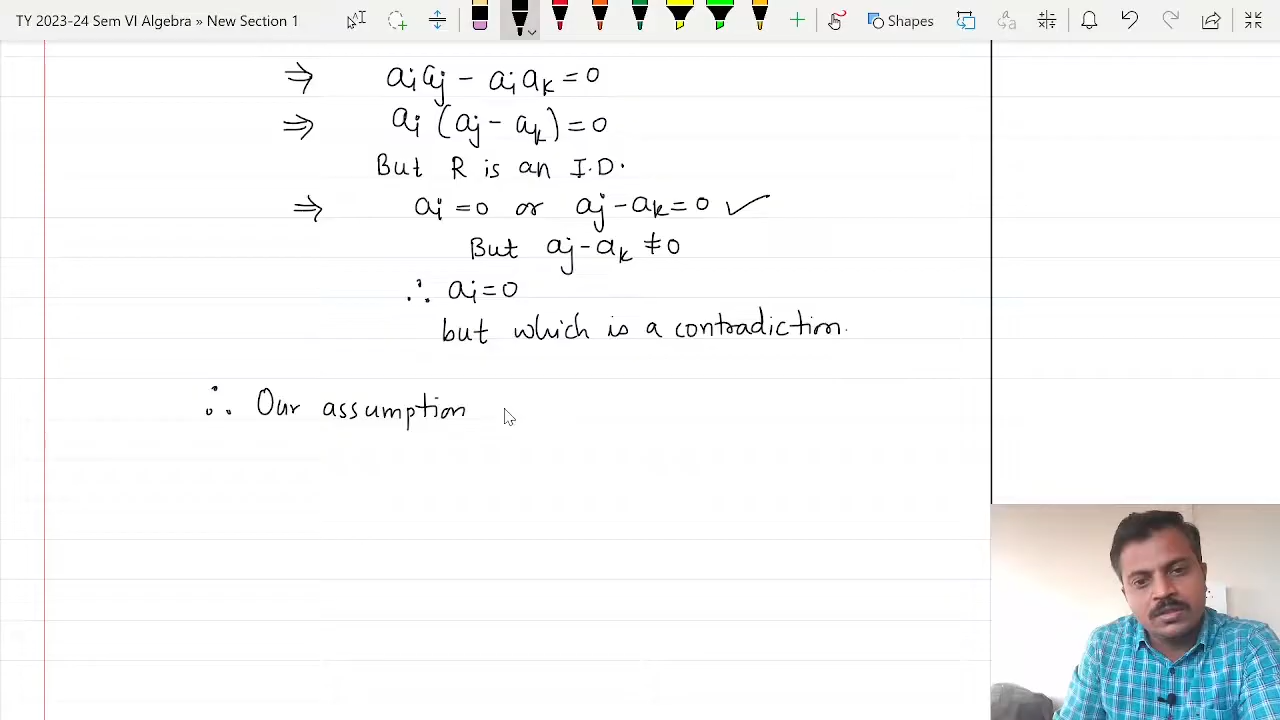 TY 2023-24 Sem VI Algebra » New Section 1
Shapes
⇒ aᵢaⱼ - aᵢaₖ = 0
⇒ aᵢ (aⱼ - aₖ) = 0
But R is an I.D.
⇒ aᵢ = 0 or aⱼ - aₖ = 0 ✓
But aⱼ - aₖ ≠ 0
∴ aᵢ = 0
but which is a contradiction.
∴ Our assumption